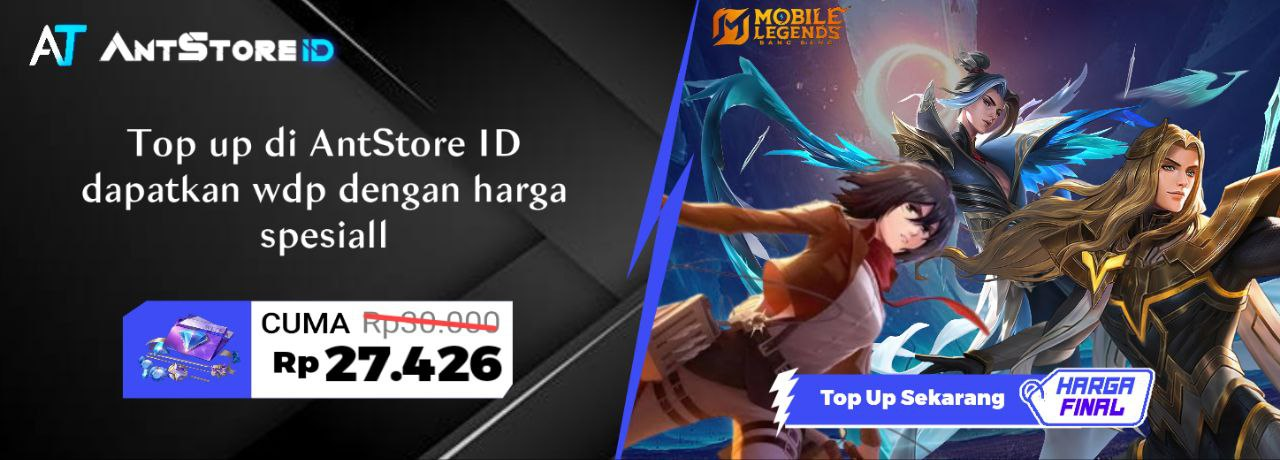 AT ANTSTORE ID
Top up di AntStore ID
dapatkan wdp dengan harga
spesiall
CUMA Rp30.000
Rp 27.426
MOBILE
LEGENDS
BANG BANG
Top Up Sekarang
HARGA
FINAL